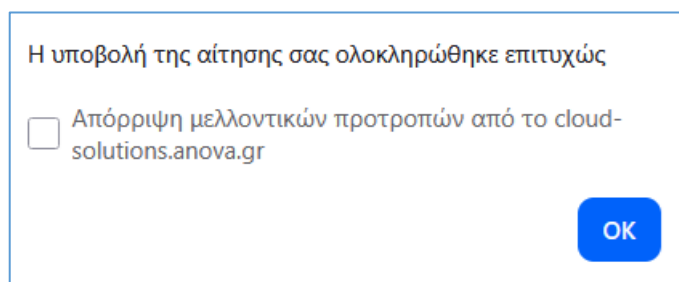 Η υποβολή της αίτησης σας ολοκληρώθηκε επιτυχώς
Απόρριψη μελλοντικών προτροπών από το cloud-
solutions.anova.gr
OK